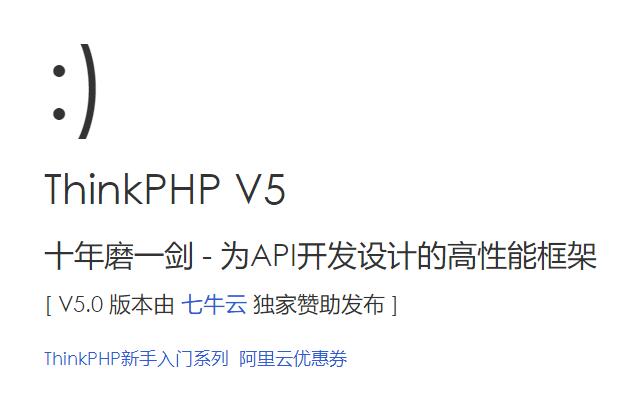 :)
ThinkPHP V5
十年磨一剑 - 为API开发设计的高性能框架
[ V5.0 版本由 七牛云 独家赞助发布 ]
ThinkPHP新手入门系列 阿里云优惠券